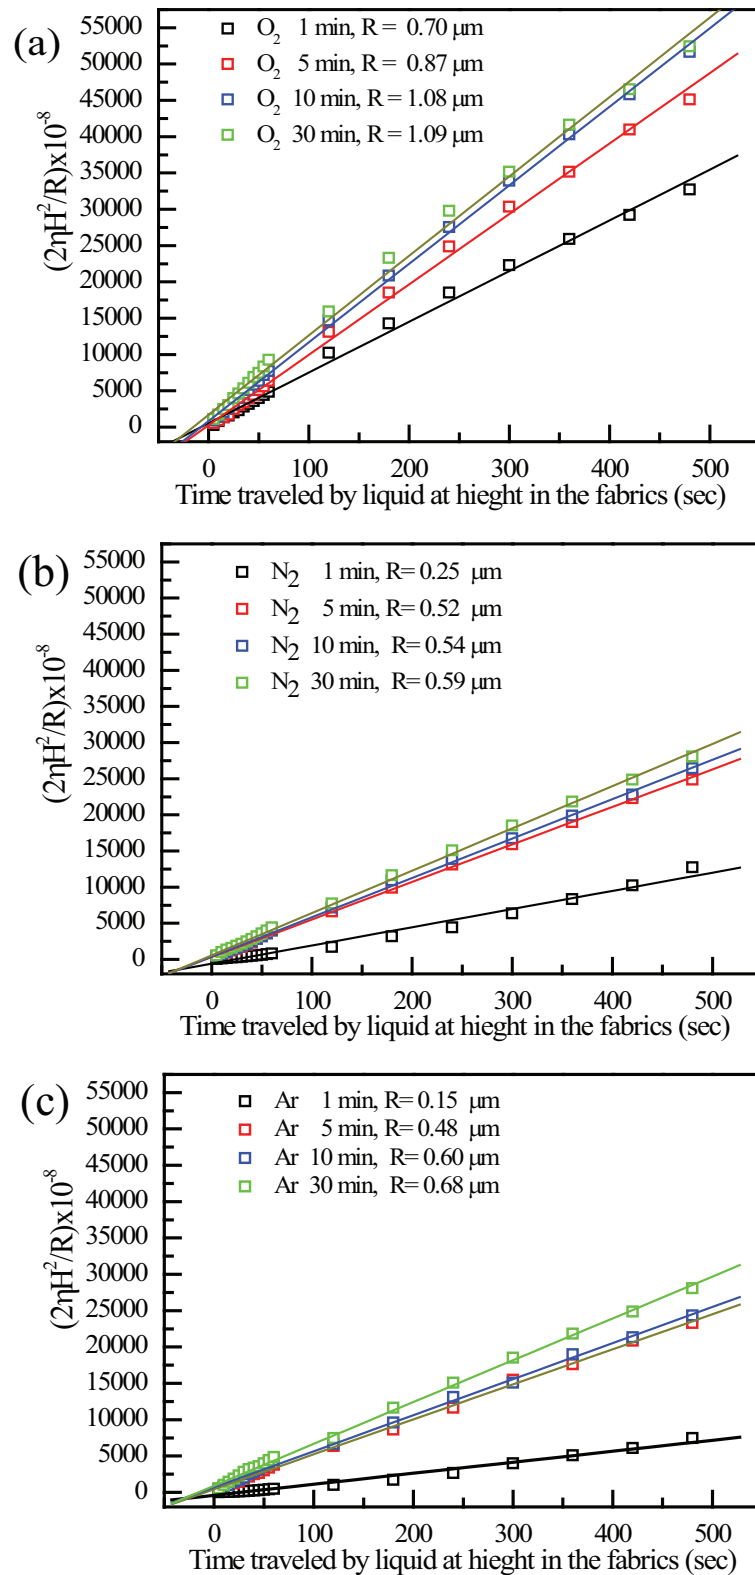 (a)
O2 1 min, R = 0.70 μm
O2 5 min, R = 0.87 μm
O2 10 min, R = 1.08 μm
O2 30 min, R = 1.09 μm
(2ηH²/R)x10⁻⁸
55000
50000
45000
40000
35000
30000
25000
20000
15000
10000
5000
0
0 100 200 300 400 500
Time traveled by liquid at hieght in the fabrics (sec)
(b)
N2 1 min, R= 0.25 μm
N2 5 min, R= 0.52 μm
N2 10 min, R= 0.54 μm
N2 30 min, R= 0.59 μm
(2ηH²/R)x10⁻⁸
55000
50000
45000
40000
35000
30000
25000
20000
15000
10000
5000
0
0 100 200 300 400 500
Time traveled by liquid at hieght in the fabrics (sec)
(c)
Ar 1 min, R= 0.15 μm
Ar 5 min, R= 0.48 μm
Ar 10 min, R= 0.60 μm
Ar 30 min, R= 0.68 μm
(2ηH²/R)x10⁻⁸
55000
50000
45000
40000
35000
30000
25000
20000
15000
10000
5000
0
0 100 200 300 400 500
Time traveled by liquid at hieght in the fabrics (sec)